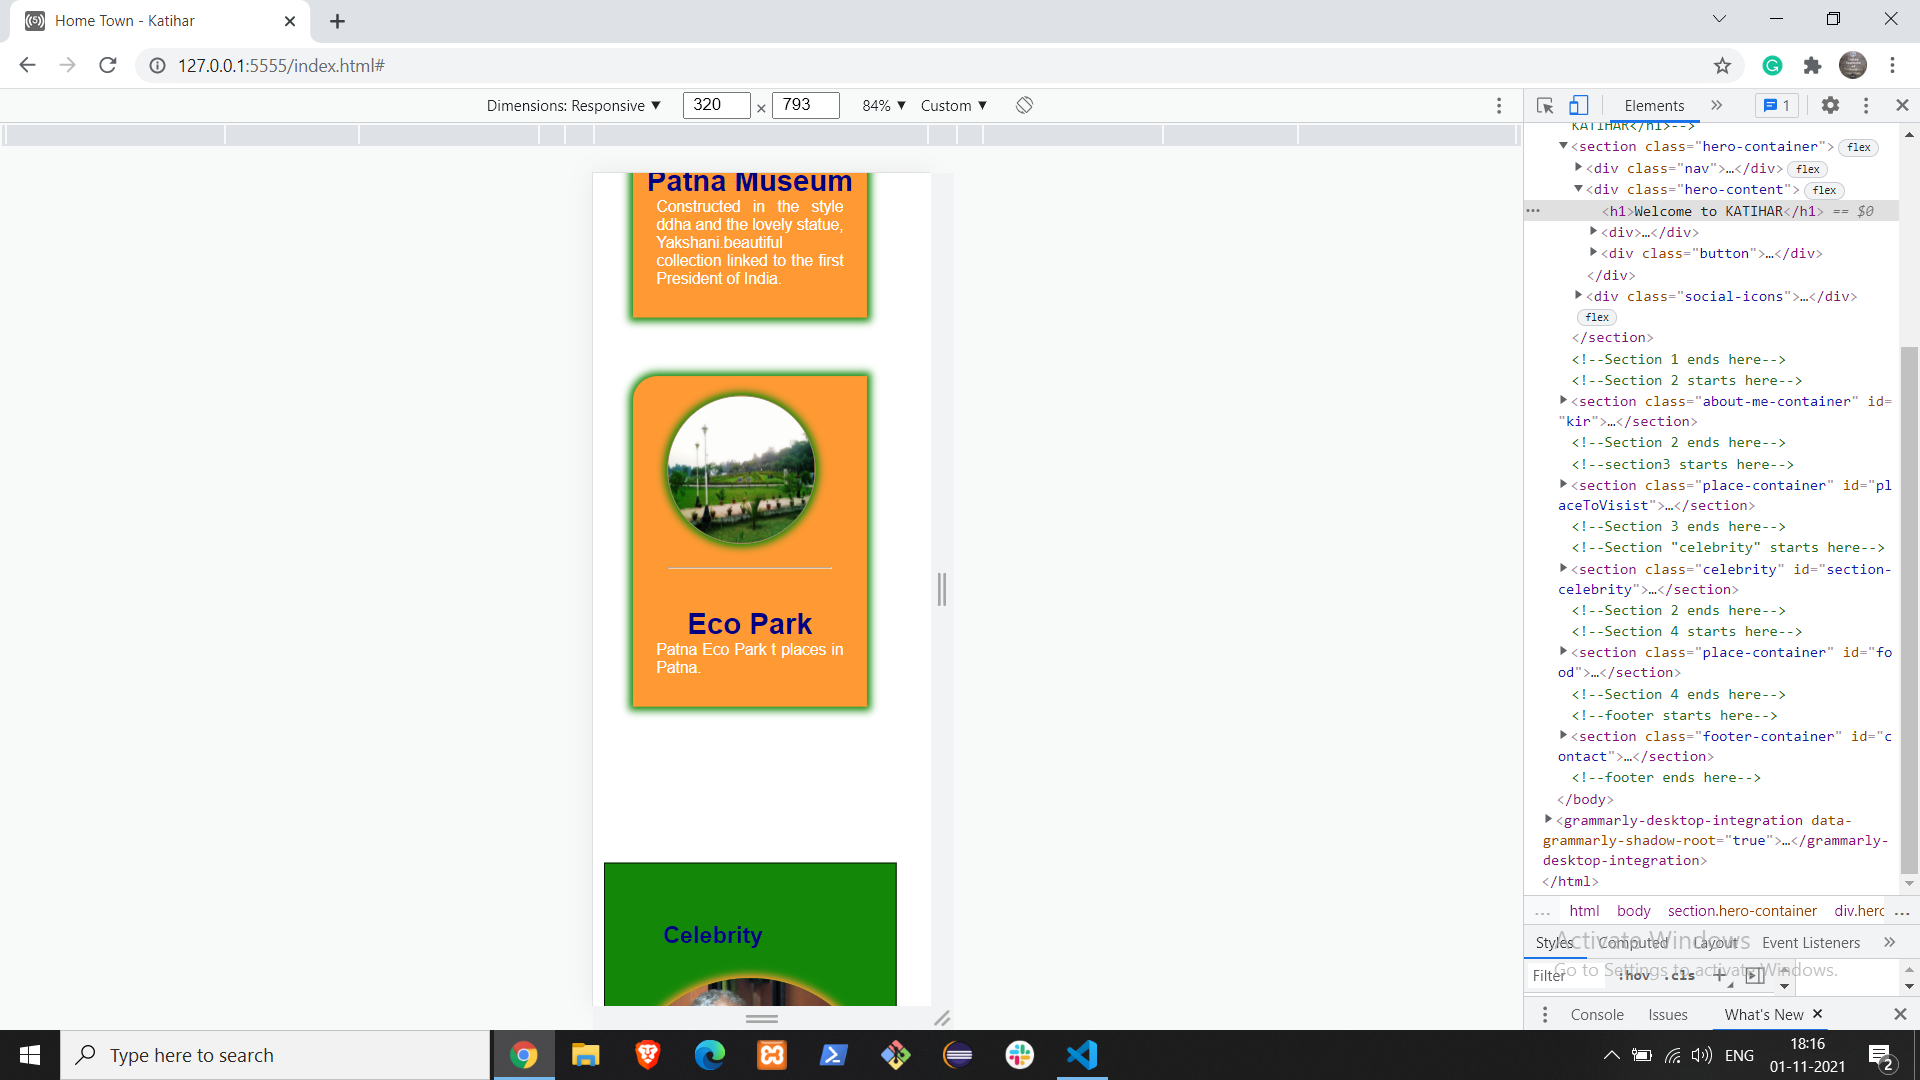 Home Town - Katihar
127.0.0.1:5555/index.html#
Dimensions: Responsive ▼ 320 × 793 84% ▼ Custom ▼
Elements » 1
Patna Museum
Constructed in the style
ddha and the lovely statue,
Yakshani.beautiful
collection linked to the first
President of India.
Eco Park
Patna Eco Park t places in
Patna.
Celebrity
KATIHAR</h1>-->
<section class="hero-container"> flex
<div class="nav">…</div> flex
<div class="hero-content"> flex
… <h1>Welcome to KATIHAR</h1> == $0
<div>…</div>
<div class="button">…</div>
</div>
<div class="social-icons">…</div>
flex
</section>
<!--Section 1 ends here-->
<!--Section 2 starts here-->
<section class="about-me-container" id=
"kir">…</section>
<!--Section 2 ends here-->
<!--section3 starts here-->
<section class="place-container" id="pl
aceToVisist">…</section>
<!--Section 3 ends here-->
<!--Section "celebrity" starts here-->
<section class="celebrity" id="section-
celebrity">…</section>
<!--Section 2 ends here-->
<!--Section 4 starts here-->
<section class="place-container" id="fo
od">…</section>
<!--Section 4 ends here-->
<!--footer starts here-->
<section class="footer-container" id="c
ontact">…</section>
<!--footer ends here-->
</body>
<grammarly-desktop-integration data-
grammarly-shadow-root="true">…</grammarly-
desktop-integration>
</html>
… html body section.hero-container div.hero …
Styles Computed Layout Event Listeners »
Activate Windows
Go to Settings to activate Windows.
Filter :hov .cls +
Console Issues What's New ×
Type here to search
ENG
18:16
01-11-2021
2